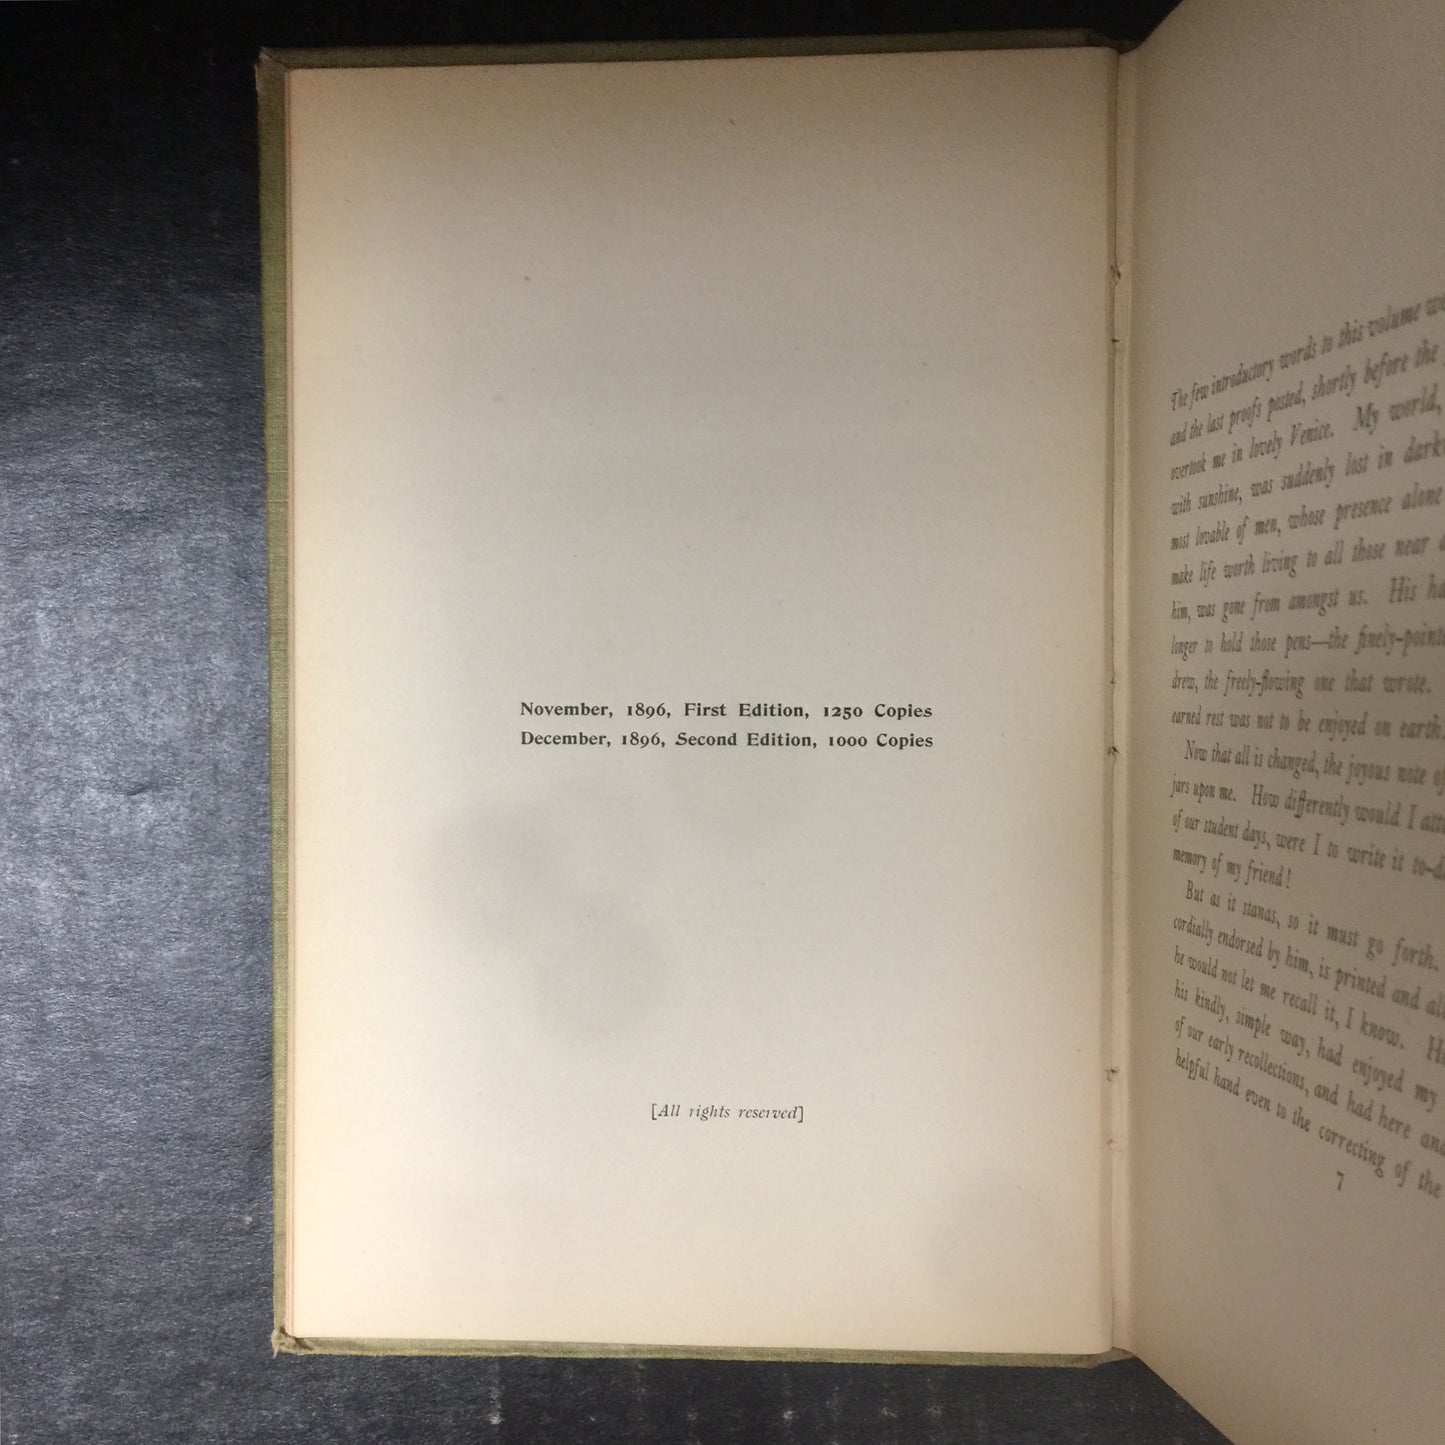 November, 1896, First Edition, 1250 Copies
December, 1896, Second Edition, 1000 Copies
[All rights reserved]
The few introductory words to this volume
and the last proofs posted, shortly before the
overtook me in lovely Venice. My world,
with sunshine, was suddenly lost in
most lovable of men, whose presence alone
make life worth living to all those near
him, was gone from amongst us. His
longer to hold those pens—the
drew, the freely-flowing one that wrote.
earned rest was not to be enjoyed on earth.
Now that all is changed, the joyous note
jars upon me. How differently would I
of our student days, were I to write it
memory of my friend!
But as it stands, so it must go forth.
cordially endorsed by him, is printed and
he would not let me recall it, I know.
his kindly, simple way, had enjoyed my
of our early recollections, and had here
helpful hand even to the correcting of the
7